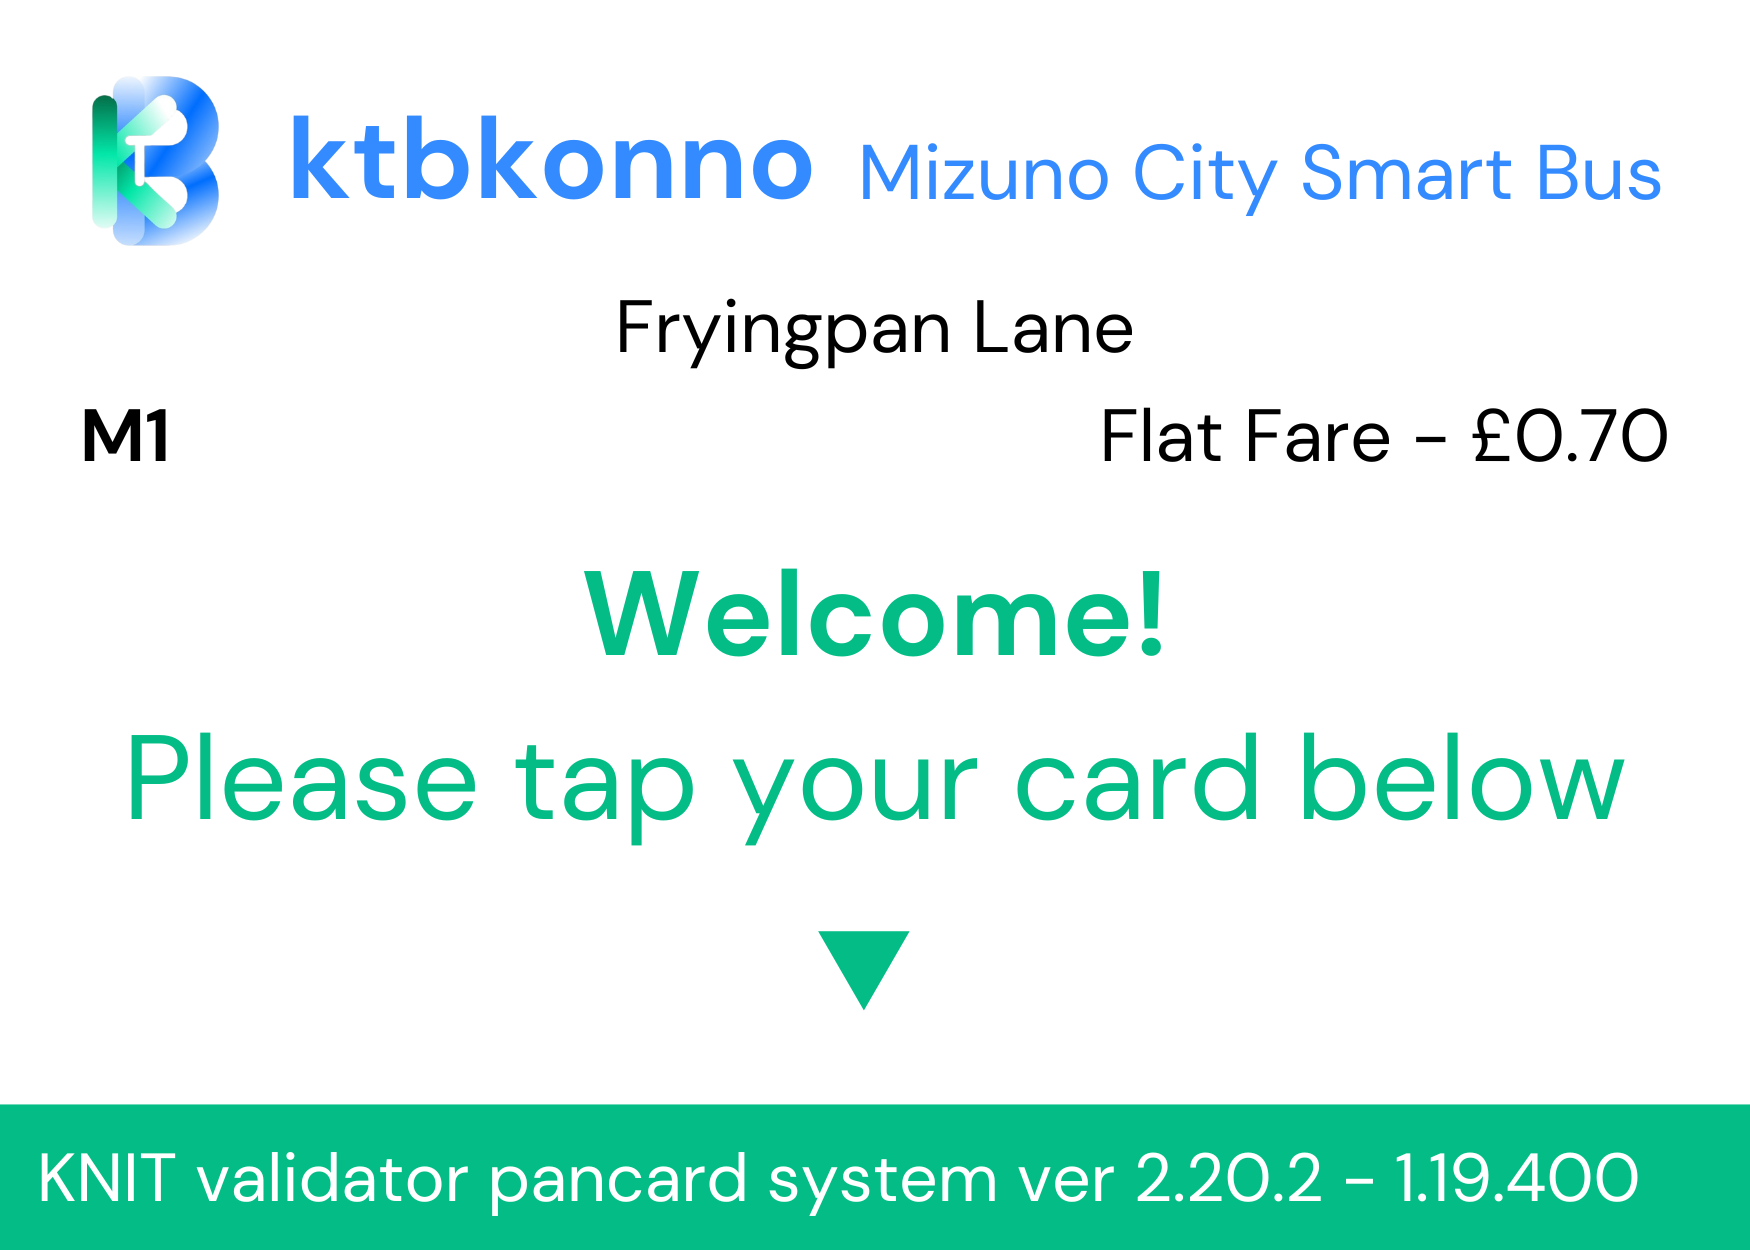 ktbkonno Mizuno City Smart Bus
Fryingpan Lane
M1 Flat Fare - £0.70
Welcome!
Please tap your card below
KNIT validator pancard system ver 2.20.2 - 1.19.400